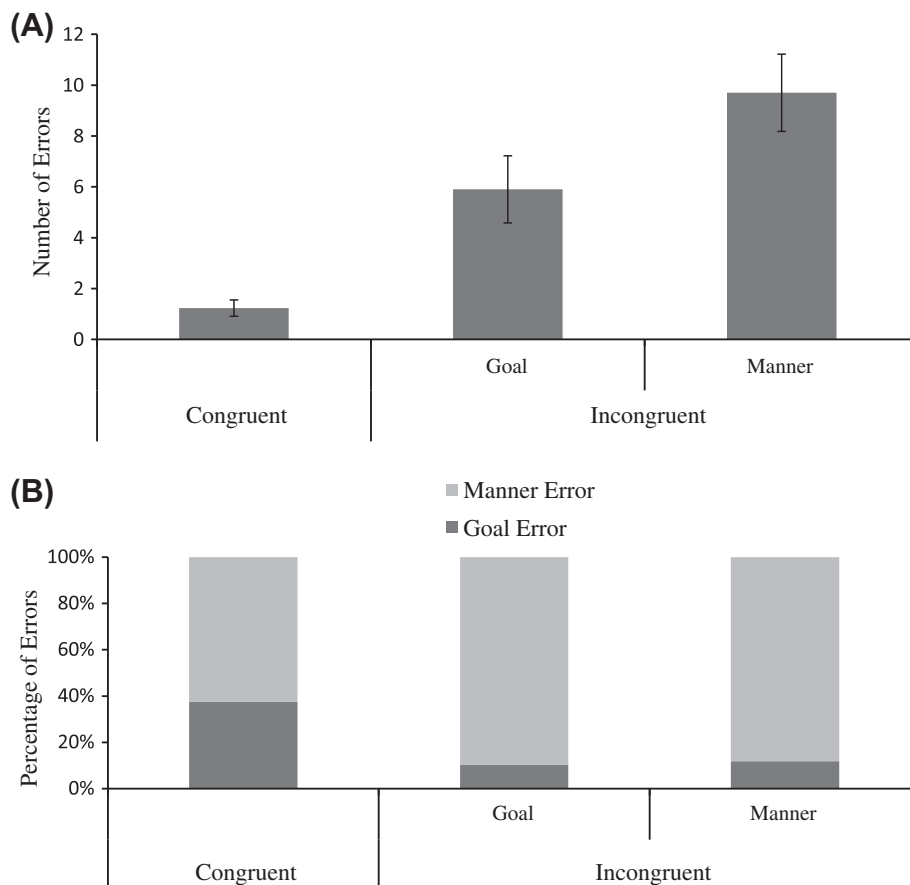 (A)
12
10
8
6
4
2
0
Number of Errors
Goal Manner
Congruent Incongruent
(B)
Manner Error
Goal Error
100%
80%
60%
40%
20%
0%
Percentage of Errors
Goal Manner
Congruent Incongruent